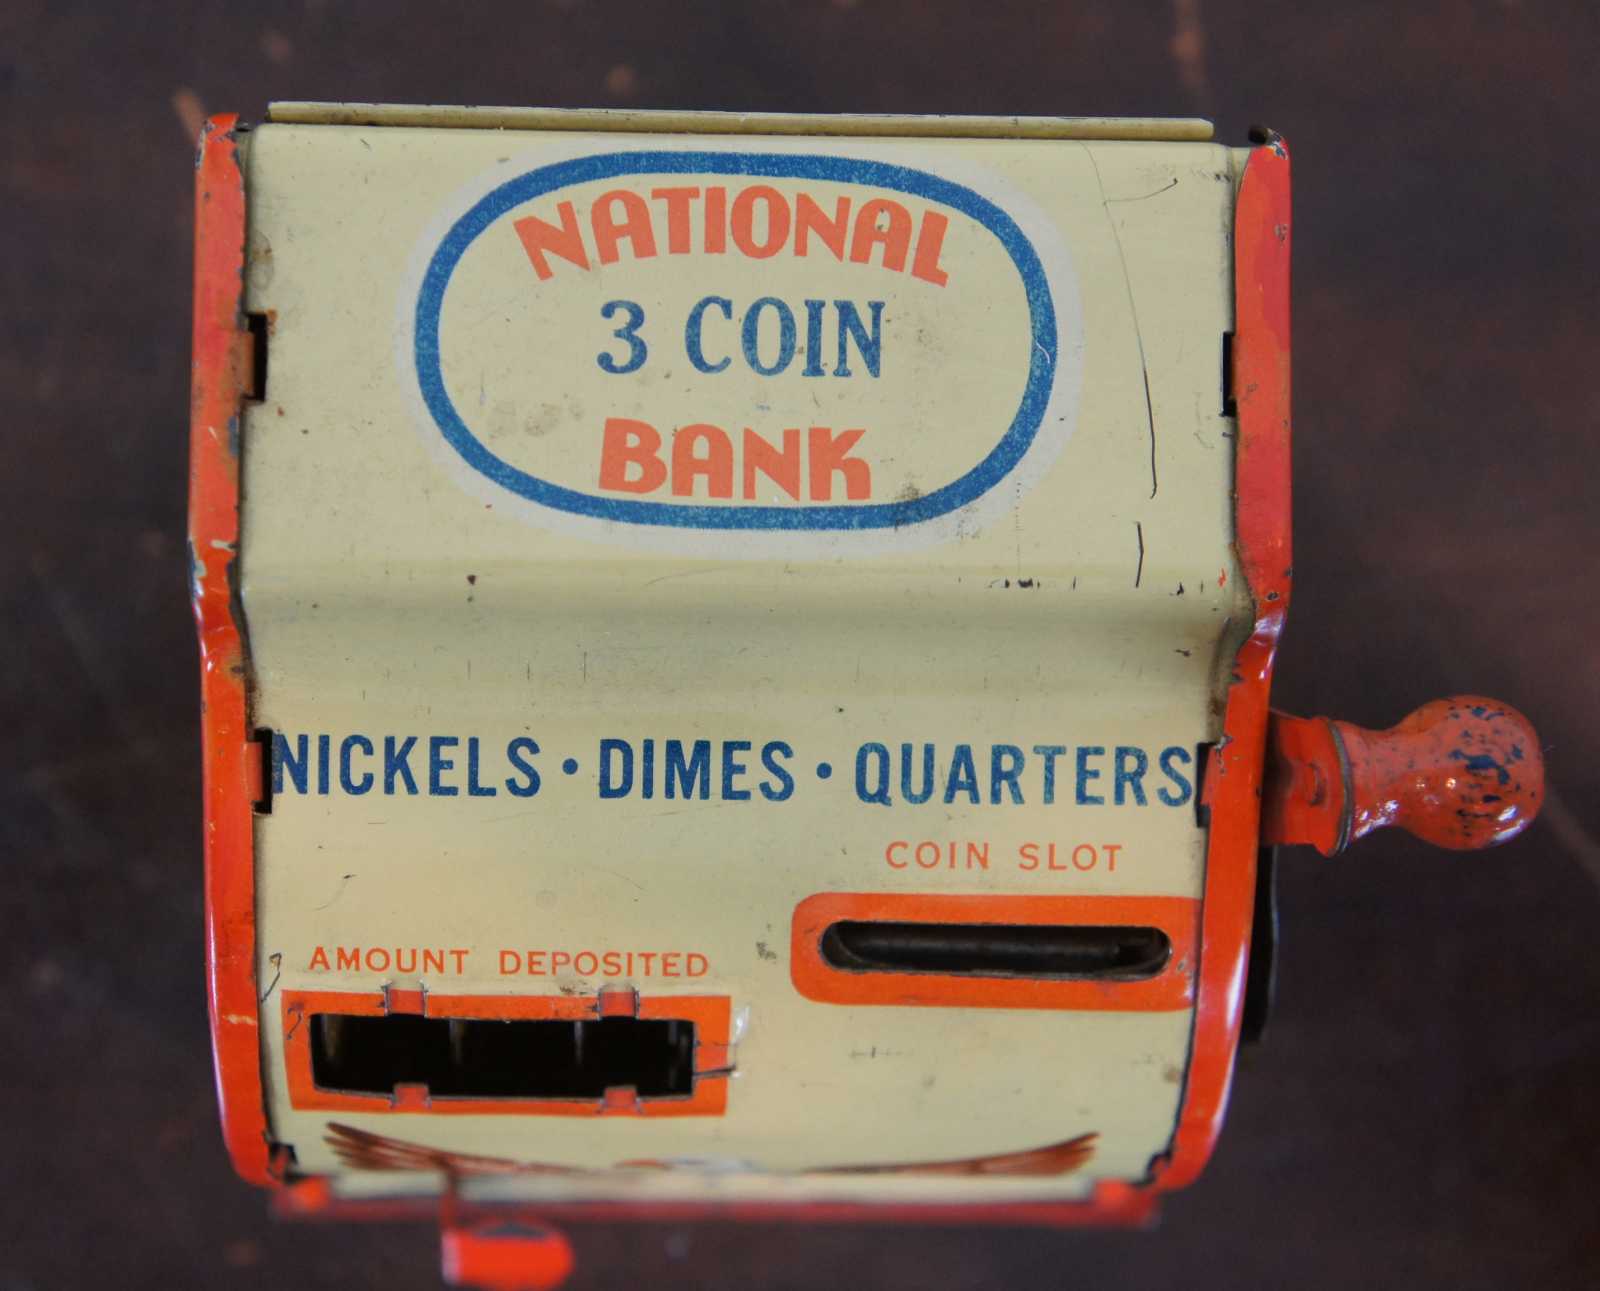 NATIONAL
3 COIN
BANK
NICKELS · DIMES · QUARTERS
COIN SLOT
AMOUNT DEPOSITED